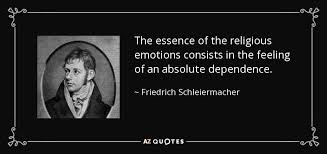 The essence of the religious
emotions consists in the feeling
of an absolute dependence.
~ Friedrich Schleiermacher
AZ QUOTES